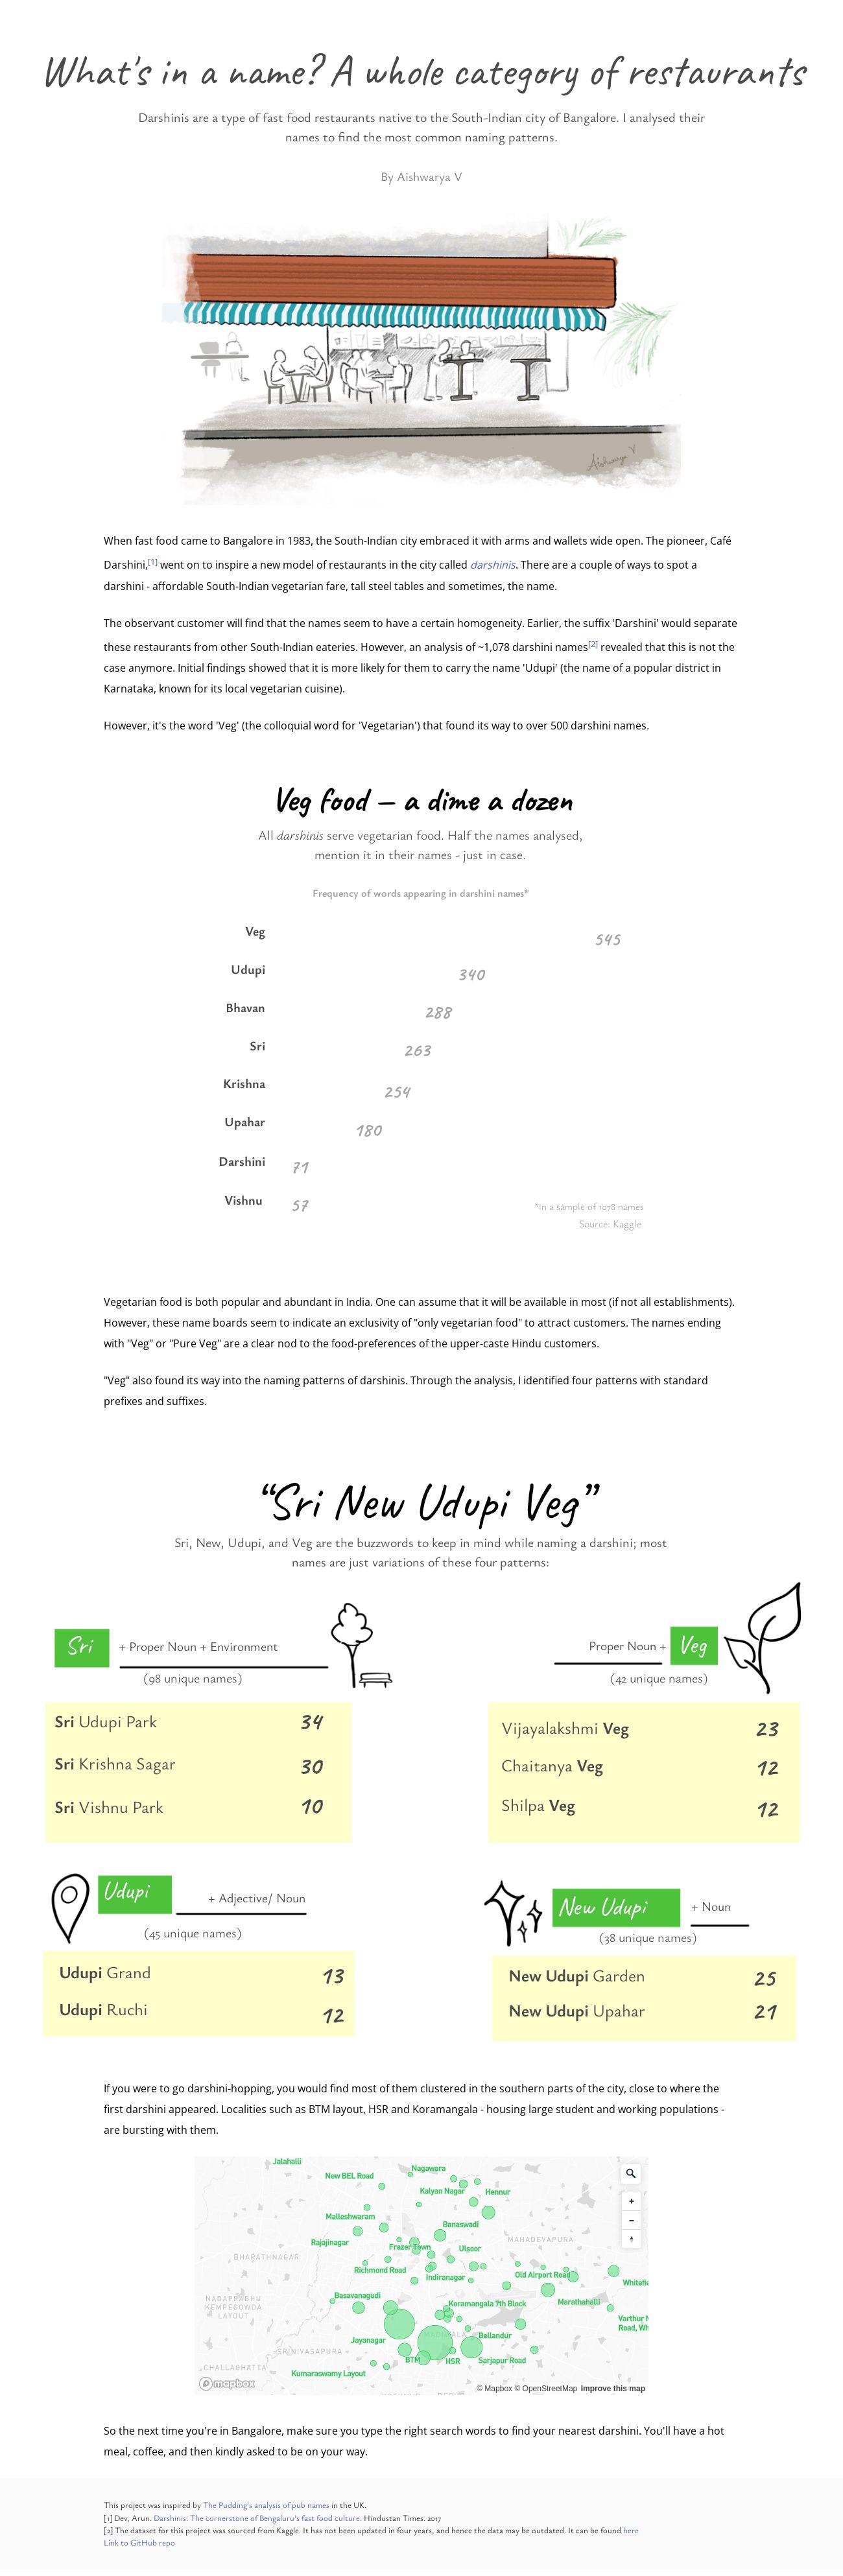 What's in a name? A whole category of restaurants
Darshinis are a type of fast food restaurants native to the South-Indian city of Bangalore. I analysed their
names to find the most common naming patterns.
By Aishwarya V
Aishwarya V
When fast food came to Bangalore in 1983, the South-Indian city embraced it with arms and wallets wide open. The pioneer, Café
Darshini,[1] went on to inspire a new model of restaurants in the city called darshinis. There are a couple of ways to spot a
darshini - affordable South-Indian vegetarian fare, tall steel tables and sometimes, the name.
The observant customer will find that the names seem to have a certain homogeneity. Earlier, the suffix 'Darshini' would separate
these restaurants from other South-Indian eateries. However, an analysis of ~1,078 darshini names[2] revealed that this is not the
case anymore. Initial findings showed that it is more likely for them to carry the name 'Udupi' (the name of a popular district in
Karnataka, known for its local vegetarian cuisine).
However, it's the word 'Veg' (the colloquial word for 'Vegetarian') that found its way to over 500 darshini names.
Veg food – a dime a dozen
All darshinis serve vegetarian food. Half the names analysed,
mention it in their names - just in case.
Frequency of words appearing in darshini names*
Veg 545
Udupi 340
Bhavan 288
Sri 263
Krishna 254
Upahar 180
Darshini 71
Vishnu 57
*in a sample of 1078 names
Source: Kaggle
Vegetarian food is both popular and abundant in India. One can assume that it will be available in most (if not all establishments).
However, these name boards seem to indicate an exclusivity of "only vegetarian food" to attract customers. The names ending
with "Veg" or "Pure Veg" are a clear nod to the food-preferences of the upper-caste Hindu customers.
"Veg" also found its way into the naming patterns of darshinis. Through the analysis, I identified four patterns with standard
prefixes and suffixes.
“Sri New Udupi Veg”
Sri, New, Udupi, and Veg are the buzzwords to keep in mind while naming a darshini; most
names are just variations of these four patterns:
Sri + Proper Noun + Environment
(98 unique names)
Sri Udupi Park 34
Sri Krishna Sagar 30
Sri Vishnu Park 10
Proper Noun + Veg
(42 unique names)
Vijayalakshmi Veg 23
Chaitanya Veg 12
Shilpa Veg 12
Udupi + Adjective/ Noun
(45 unique names)
Udupi Grand 13
Udupi Ruchi 12
New Udupi + Noun
(38 unique names)
New Udupi Garden 25
New Udupi Upahar 21
If you were to go darshini-hopping, you would find most of them clustered in the southern parts of the city, close to where the
first darshini appeared. Localities such as BTM layout, HSR and Koramangala - housing large student and working populations -
are bursting with them.
Jalahalli
Nagawara
New BEL Road
Kalyan Nagar
Hennur
Malleshwaram
Banaswadi
Rajajinagar
Frazer Town
Ulsoor
MAHADEVAPURA
BHARATHNAGAR
Richmond Road
Indiranagar
Old Airport Road
Whitefie
NADAPRABHU
KEMPEGOWDA
LAYOUT
Basavanagudi
Koramangala 7th Block
Marathahalli
Varthur M
Road, Wh
Jayanagar
Bellandur
SRINIVASAPURA
BTM
HSR
Sarjapur Road
CHALLAGHATTA
Kumaraswamy Layout
mapbox
© Mapbox © OpenStreetMap Improve this map
So the next time you're in Bangalore, make sure you type the right search words to find your nearest darshini. You'll have a hot
meal, coffee, and then kindly asked to be on your way.
This project was inspired by The Pudding's analysis of pub names in the UK.
[1] Dev, Arun. Darshinis: The cornerstone of Bengaluru's fast food culture. Hindustan Times. 2017
[2] The dataset for this project was sourced from Kaggle. It has not been updated in four years, and hence the data may be outdated. It can be found here
Link to GitHub repo